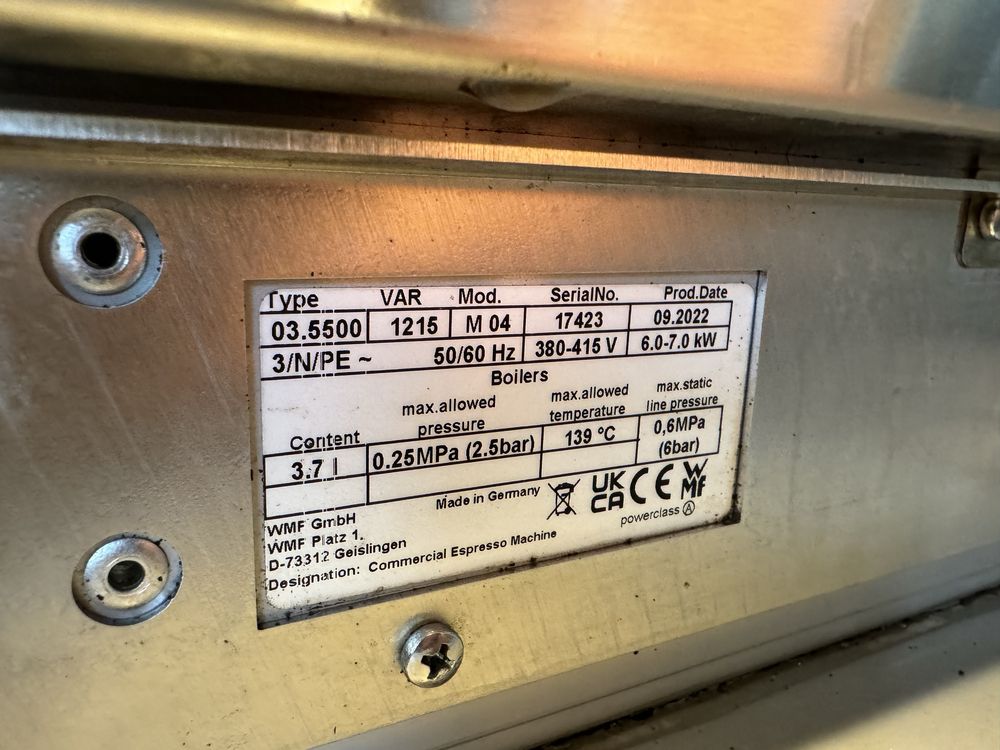 Type VAR Mod. SerialNo. Prod.Date
03.5500 1215 M 04 17423 09.2022
3/N/PE ~ 50/60 Hz 380-415 V 6.0-7.0 kW
Boilers
Content max.allowed pressure max.allowed temperature max.static line pressure
3.7 l 0.25MPa (2.5bar) 139 °C 0,6MPa (6bar)
Made in Germany UK CA CE WMF
powerclass A
WMF GmbH
WMF Platz 1.
D-73312 Geislingen
Designation: Commercial Espresso Machine